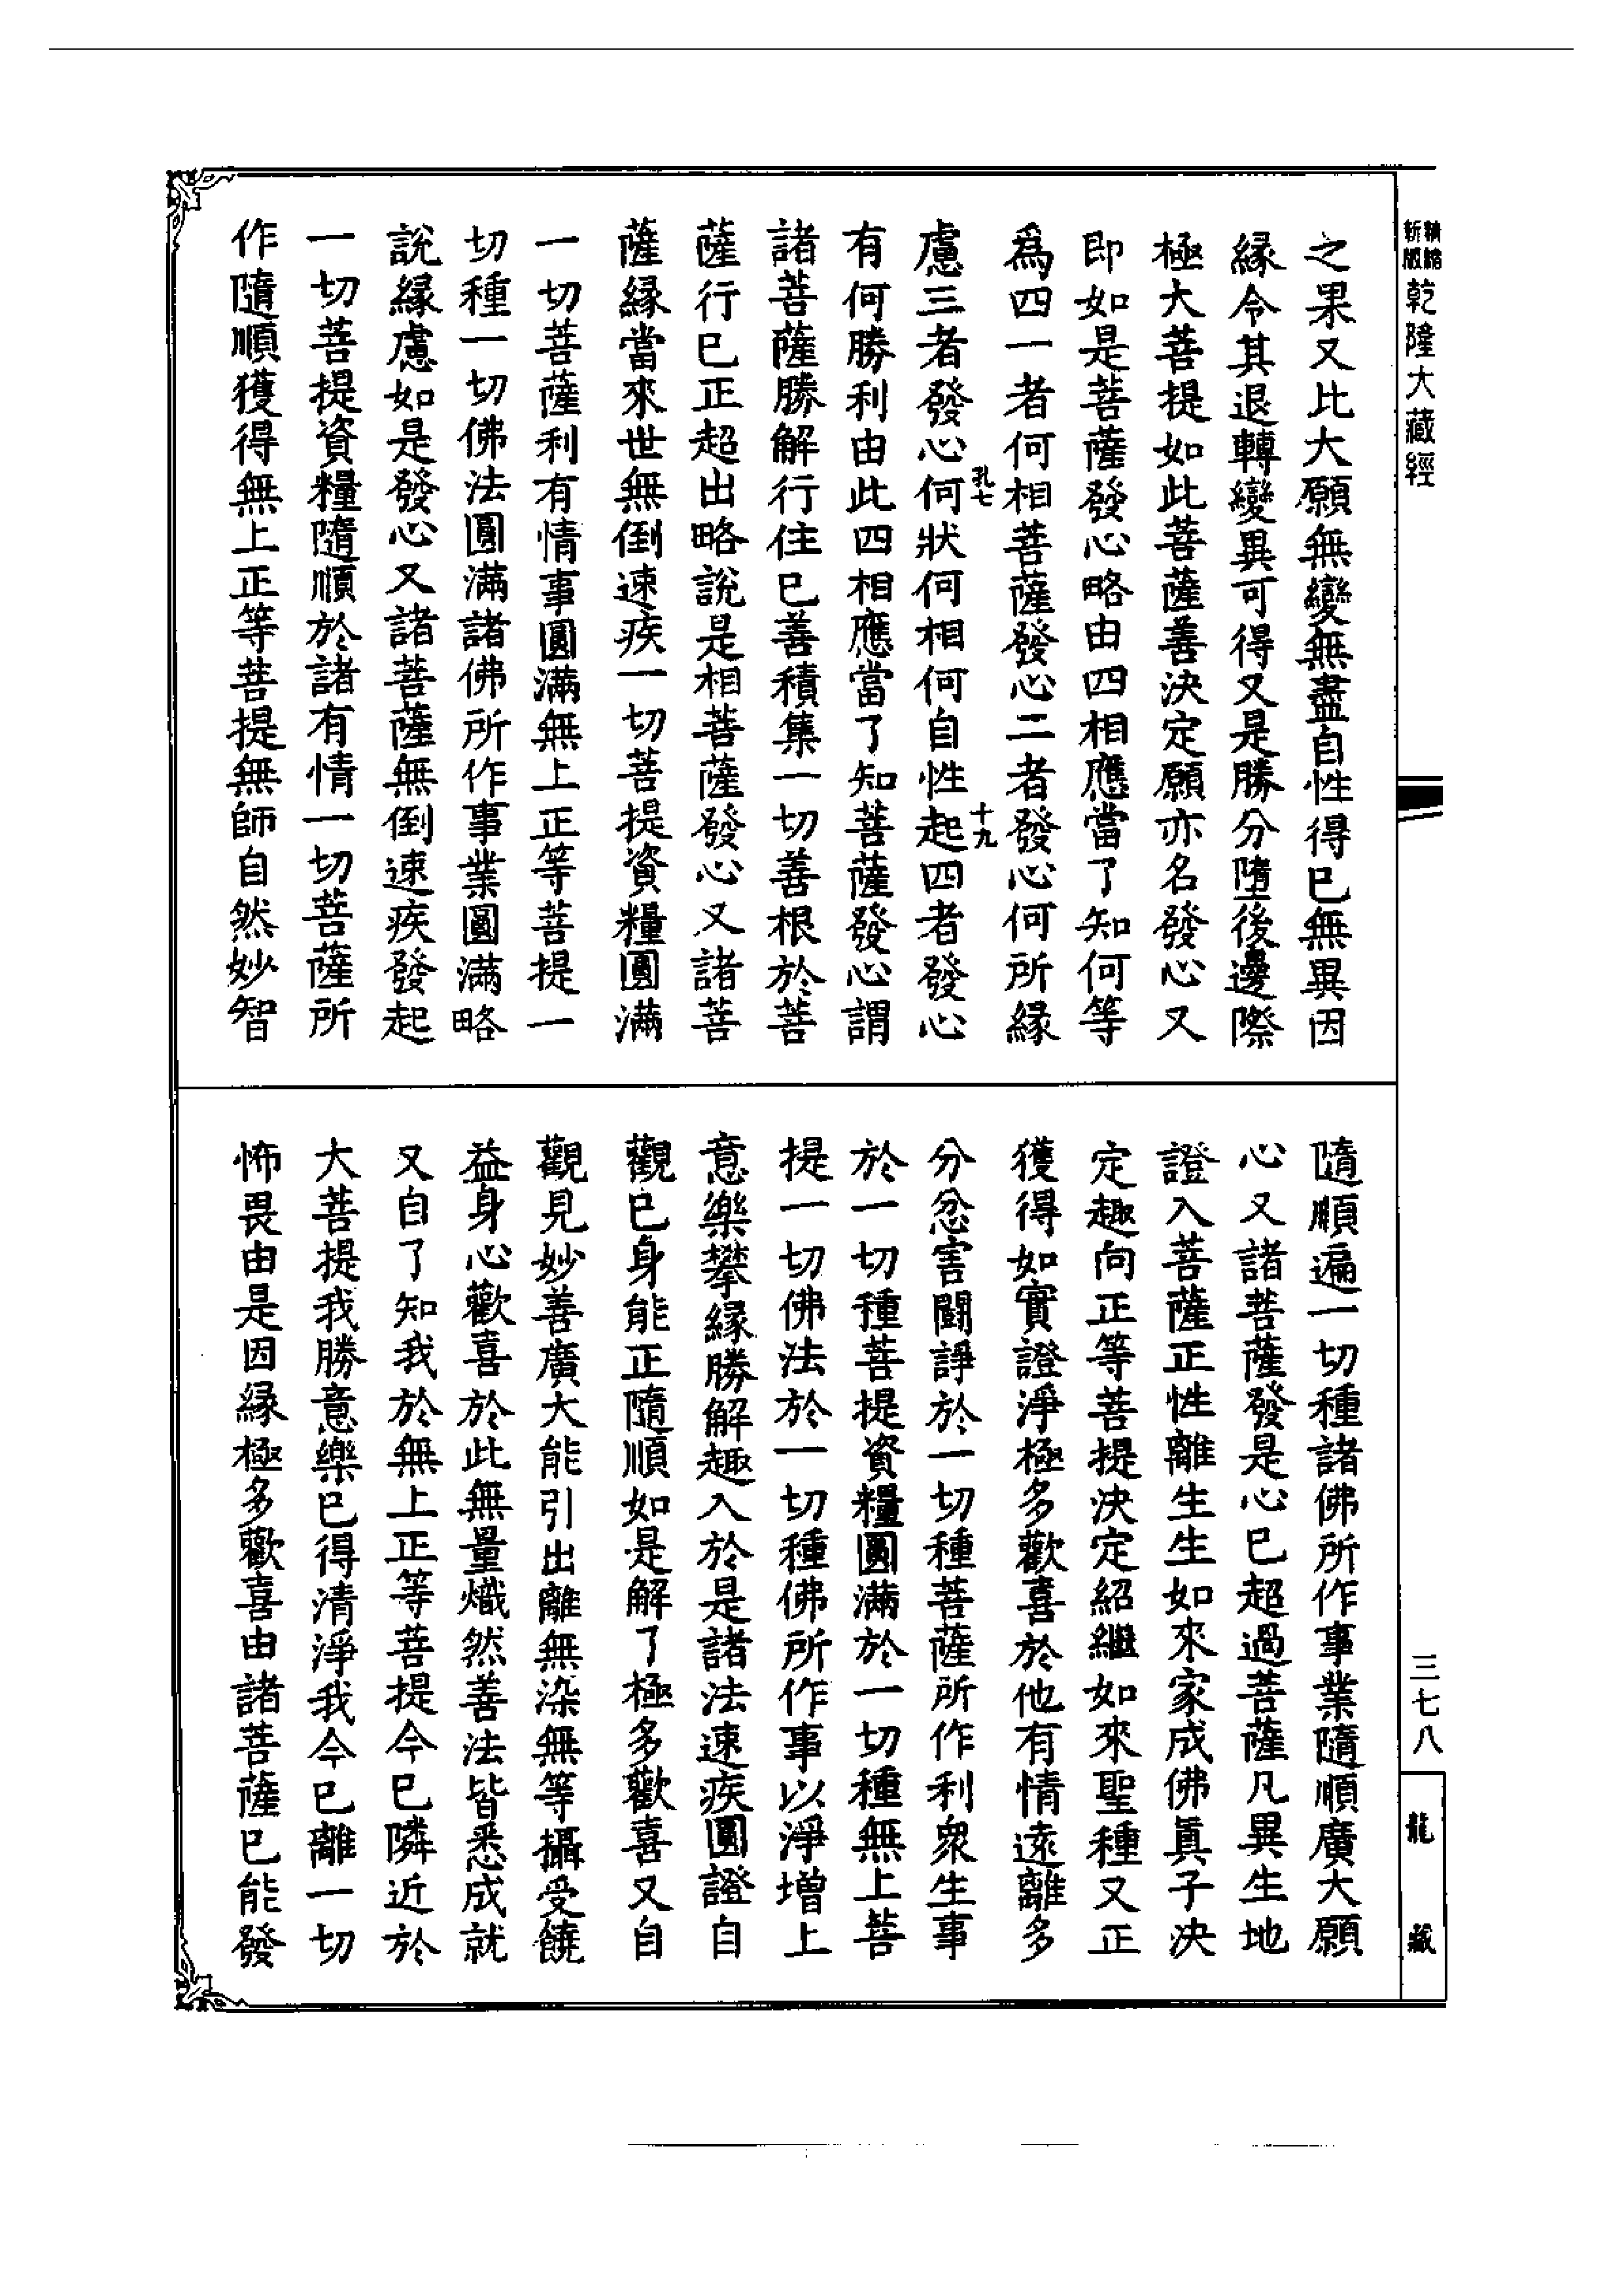 精縮
新版
乾隆大藏經
之果又比大願無變無盡自性得已無異因
縁令其退轉變異可得又是勝分墮後邊際
極大菩提如此菩薩善決定願亦名發心又
即如是菩薩發心略由四相應當了知何等
為四一者何相菩薩發心二者發心何所縁
孔七
十九
慮三者發心何狀何相何自性起四者發心
有何勝利由此四相應當了知菩薩發心謂
諸菩薩勝解行住已善積集一切善根於菩
薩行已正超出略說是相菩薩發心又諸菩
薩縁當來世無倒速疾一切菩提資糧圓滿
一切菩薩利有情事圓滿無上正等菩提一
切種一切佛法圓滿諸佛所作事業圓滿略
說縁慮如是發心又諸菩薩無倒速疾發起
一切菩提資糧隨順於諸有情一切菩薩所
作隨順獲得無上正等菩提無師自然妙智
隨順遍一切種諸佛所作事業隨順廣大願
心又諸菩薩發是心已超過菩薩凡異生地
證入菩薩正性離生生如來家成佛眞子決
定趣向正等菩提決定紹繼如來聖種又正
獲得如實證淨極多歡喜於他有情遠離多
分忿害鬪諍於一切種菩薩所作利衆生事
於一切種菩提資糧圓滿於一切種無上菩
提一切佛法於一切種佛所作事以淨增上
意樂攀縁勝解趣入於是諸法速疾圓證自
觀已身能正隨順如是解了極多歡喜又自
觀見妙善廣大能引出離無染無等攝受饒
益身心歡喜於此無量熾然善法皆悉成就
又自了知我於無上正等菩提今已隣近於
大菩提我勝意樂已得清淨我今已離一切
怖畏由是因縁極多歡喜由諸菩薩已能發
三七八
龍藏